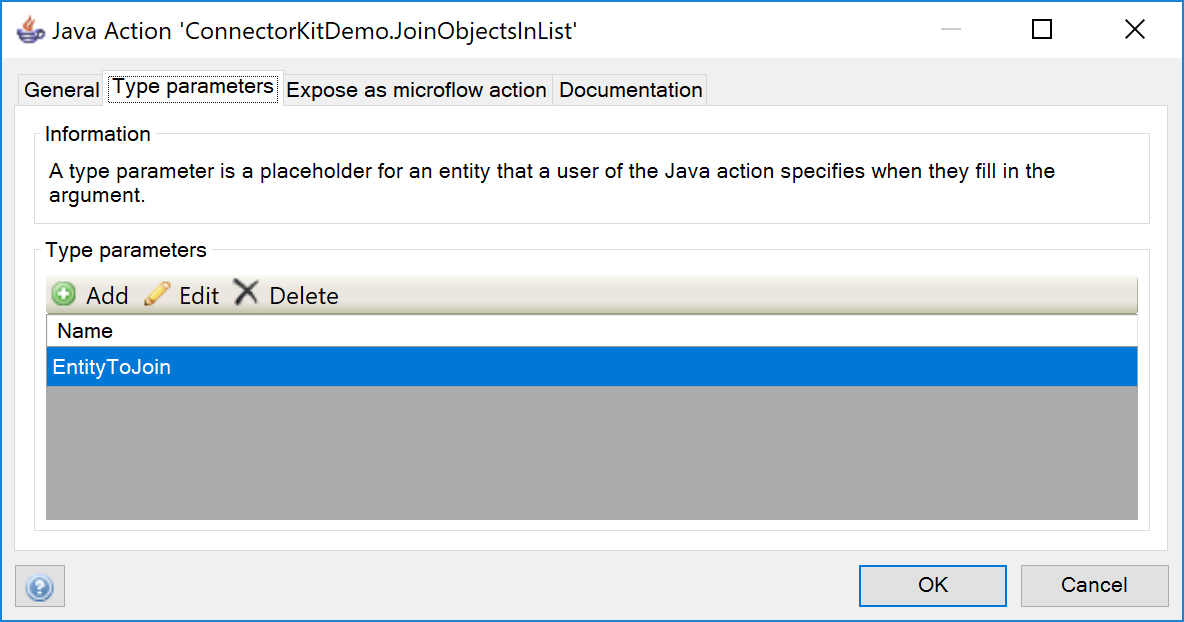 Java Action 'ConnectorKitDemo.JoinObjectsInList'
General Type parameters Expose as microflow action Documentation
Information
A type parameter is a placeholder for an entity that a user of the Java action specifies when they fill in the
argument.
Type parameters
Add Edit Delete
Name
EntityToJoin
?
OK Cancel